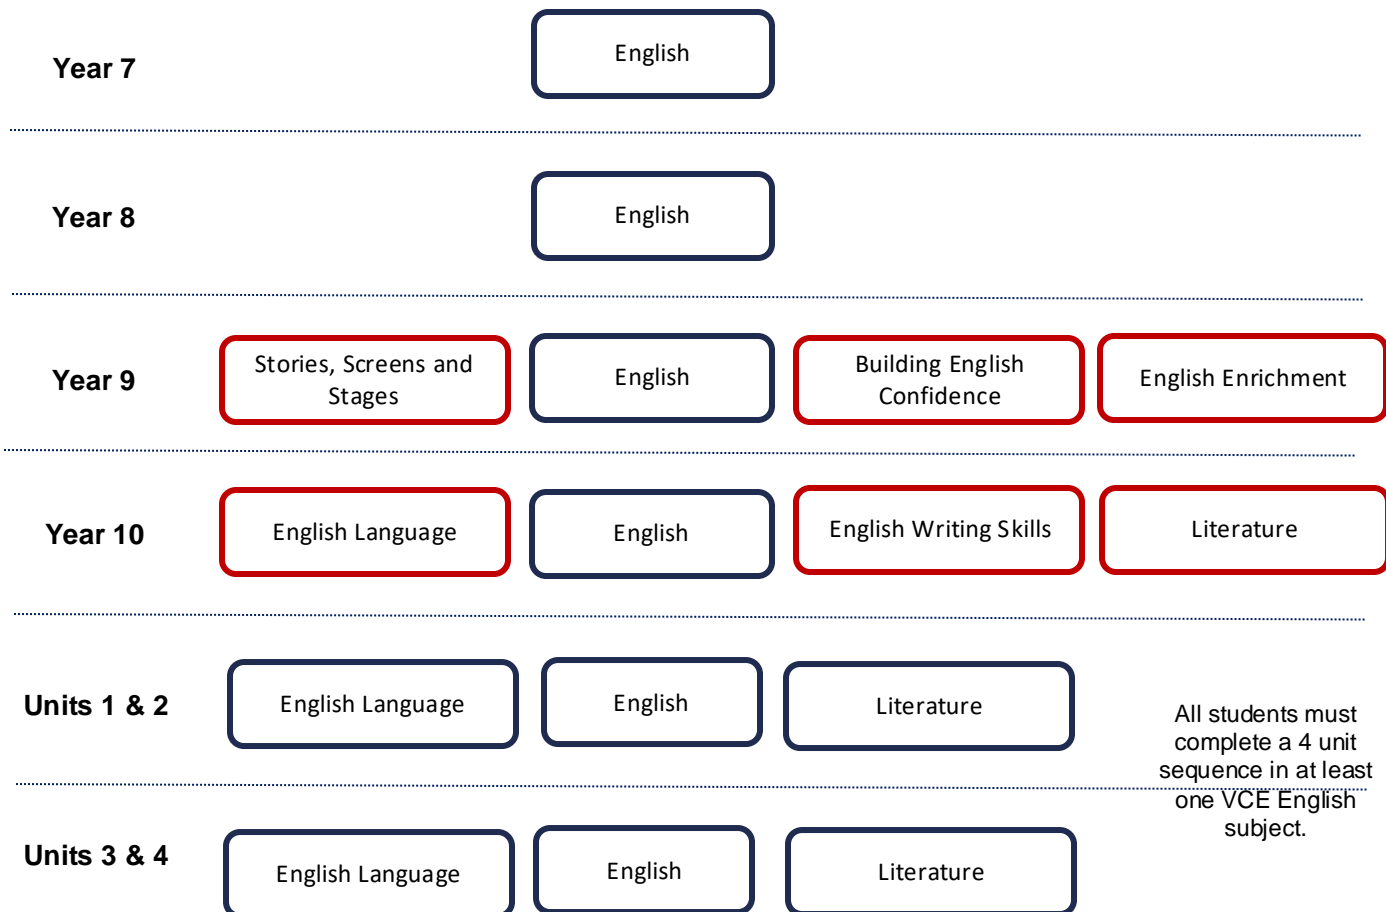 Year 7
English
Year 8
English
Year 9
Stories, Screens and
Stages
English
Building English
Confidence
English Enrichment
Year 10
English Language
English
English Writing Skills
Literature
Units 1 & 2
English Language
English
Literature
All students must
complete a 4 unit
sequence in at least
one VCE English
subject.
Units 3 & 4
English Language
English
Literature